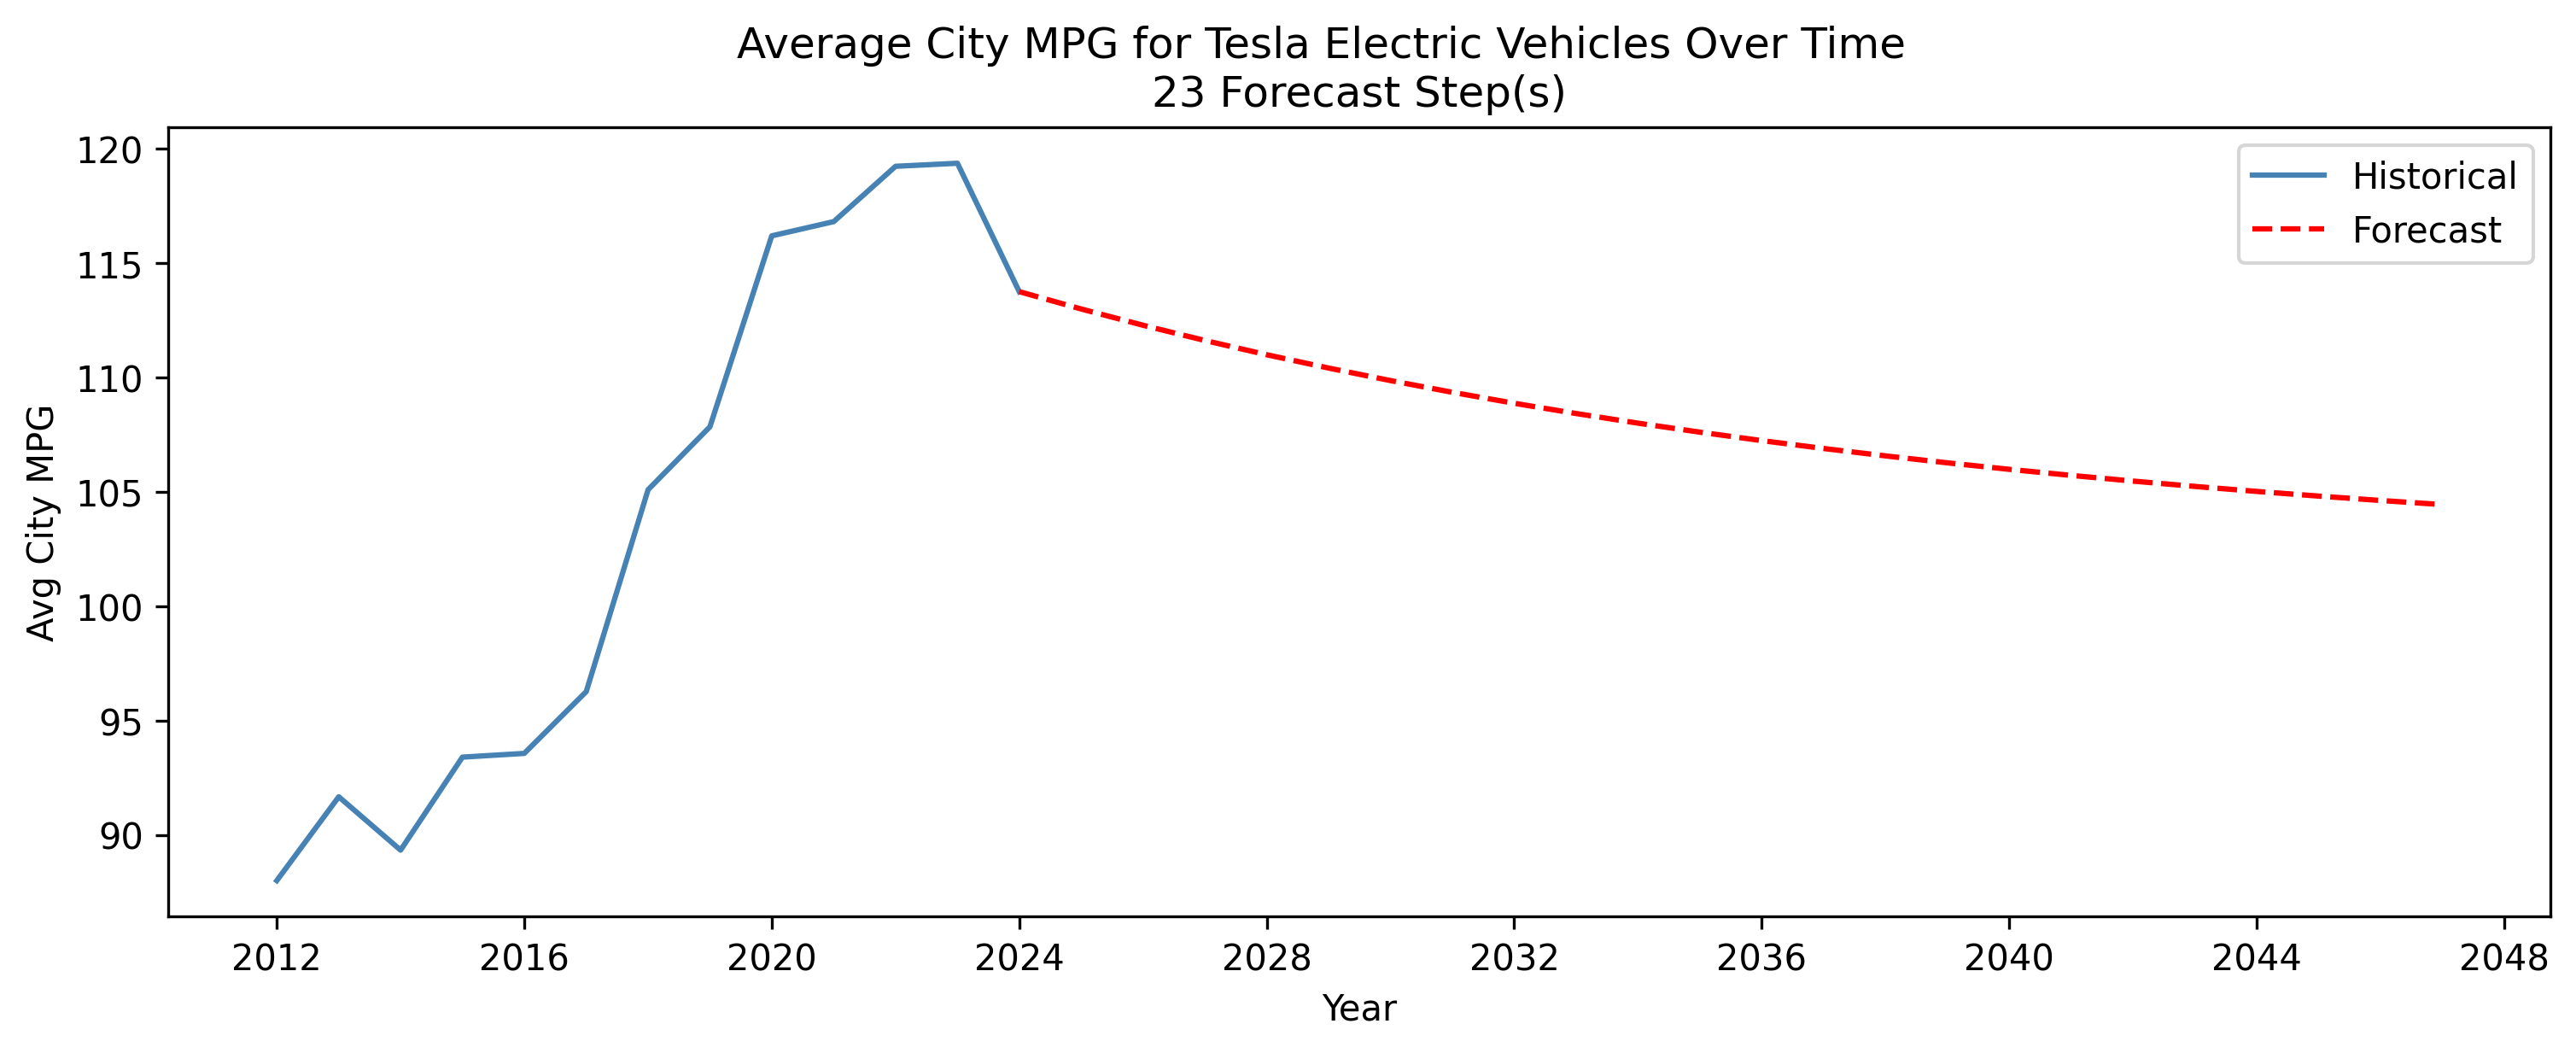 Average City MPG for Tesla Electric Vehicles Over Time
23 Forecast Step(s)
120
115
110
105
100
95
90
Avg City MPG
Historical
Forecast
2012 2016 2020 2024 2028 2032 2036 2040 2044 2048
Year